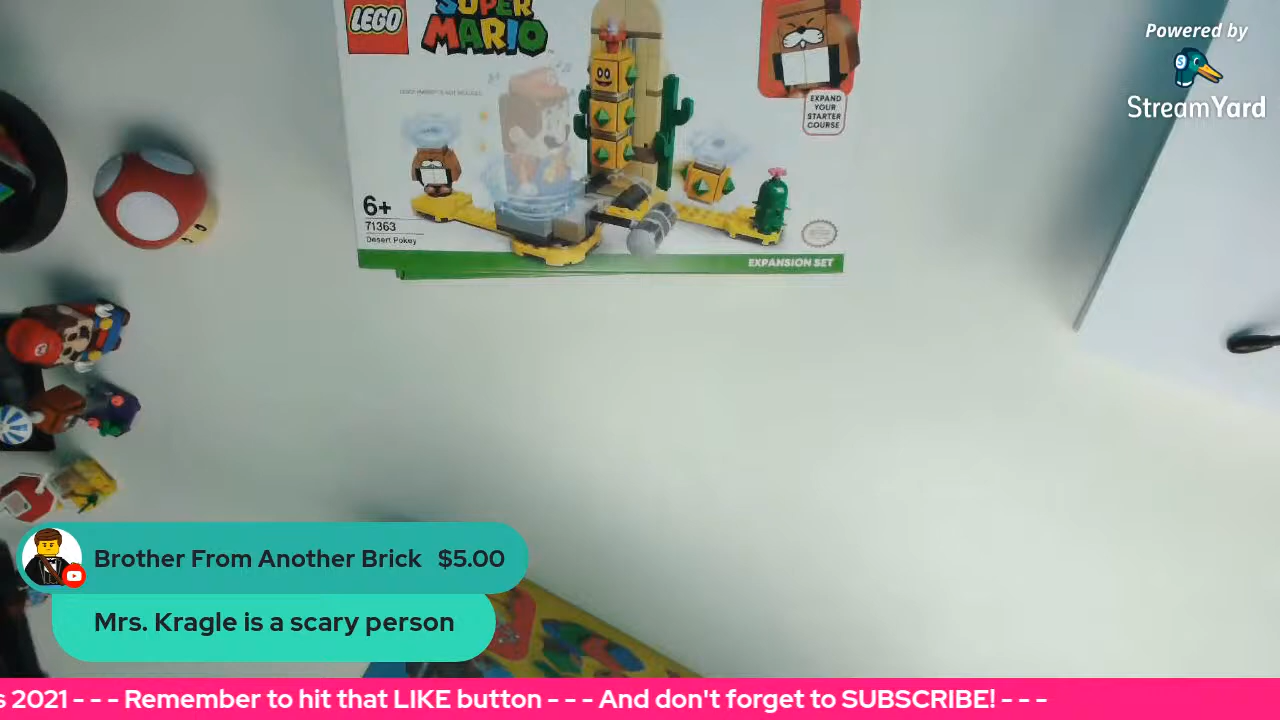 LEGO
SUPER
MARIO
EXPAND
YOUR
STARTER
COURSE
6+
71363
Desert Pokey
EXPANSION SET
Powered by
StreamYard
Brother From Another Brick $5.00
Mrs. Kragle is a scary person
s 2021 - - - Remember to hit that LIKE button - - - And don't forget to SUBSCRIBE! - - -